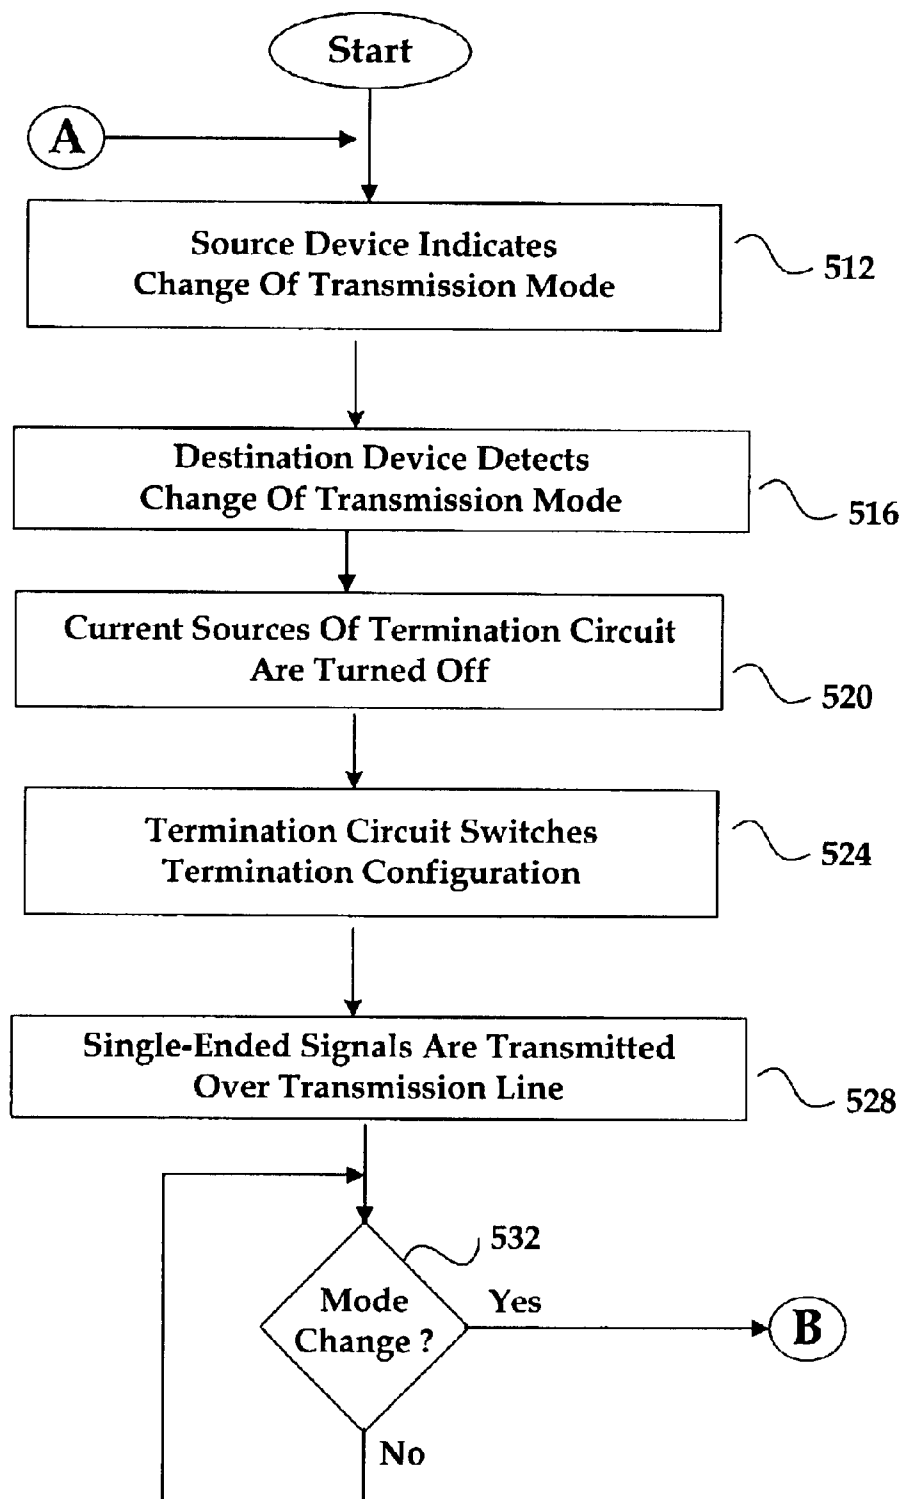 Start
A
Source Device Indicates
Change Of Transmission Mode
512
Destination Device Detects
Change Of Transmission Mode
516
Current Sources Of Termination Circuit
Are Turned Off
520
Termination Circuit Switches
Termination Configuration
524
Single-Ended Signals Are Transmitted
Over Transmission Line
528
532
Mode
Change ?
Yes
B
No